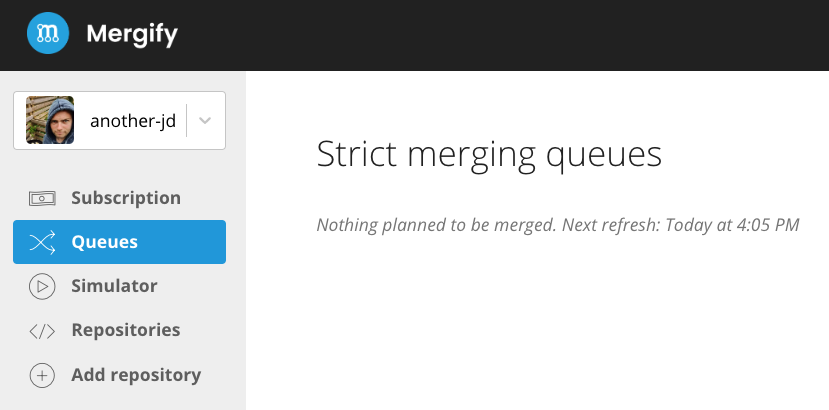 Mergify
another-jd
Subscription
Queues
Simulator
Repositories
Add repository
Strict merging queues
Nothing planned to be merged. Next refresh: Today at 4:05 PM